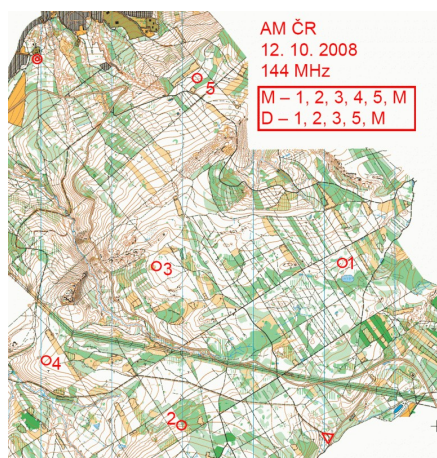 AM ČR
12. 10. 2008
144 MHz
M – 1, 2, 3, 4, 5, M
D – 1, 2, 3, 5, M
5
3
1
4
2